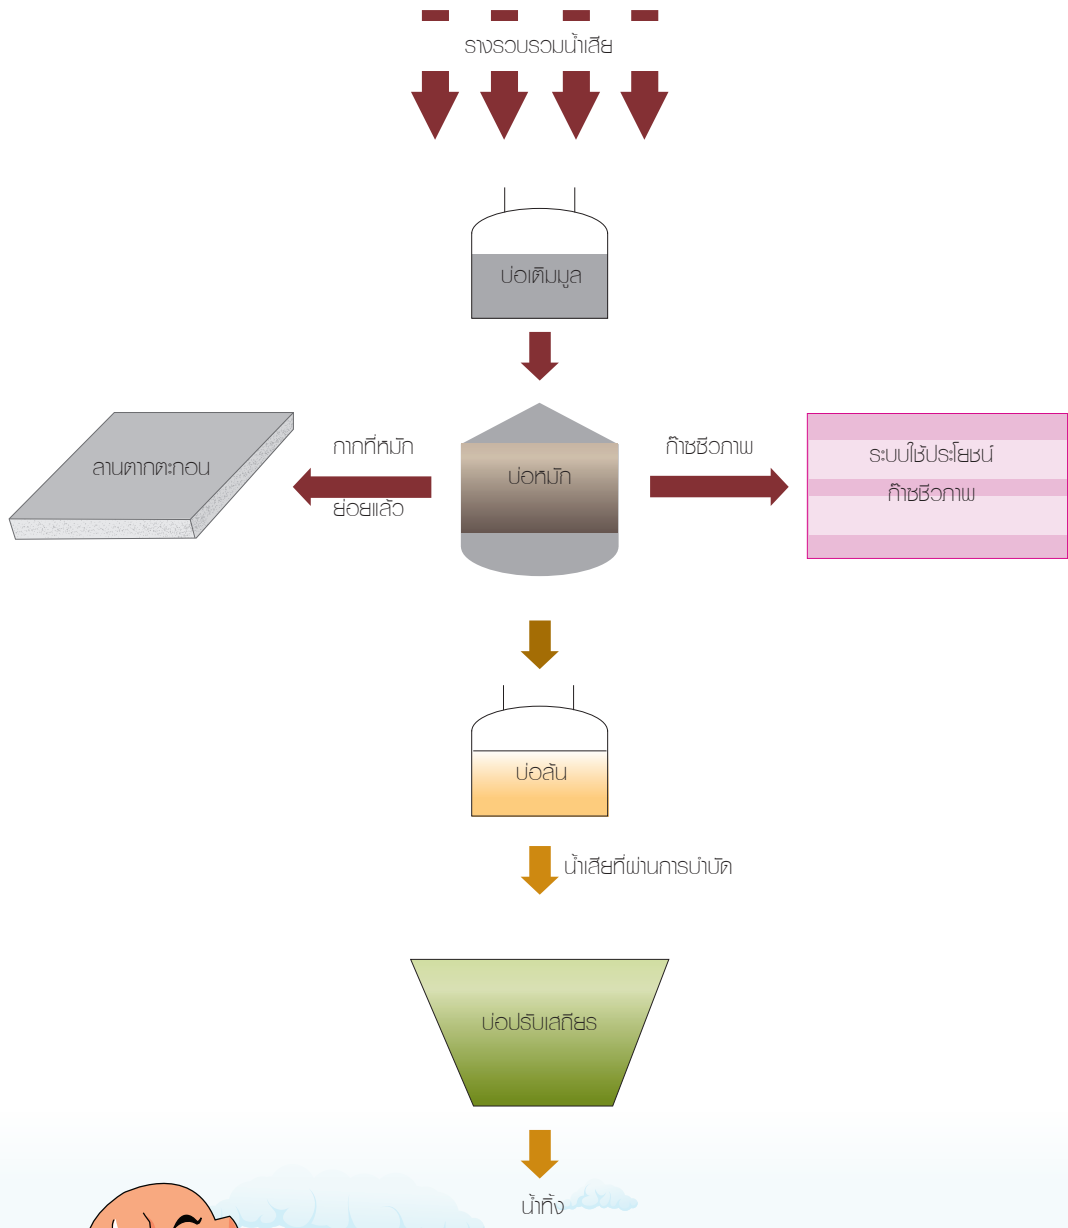 รางรวบรวมน้ำเสีย
บ่อเติมมูล
ลานตากตะกอน
กากที่หมัก
ย่อยแล้ว
บ่อหมัก
ก๊าซชีวภาพ
ระบบใช้ประโยชน์
ก๊าซชีวภาพ
บ่อล้น
น้ำเสียที่ผ่านการบำบัด
บ่อปรับเสถียร
น้ำทิ้ง